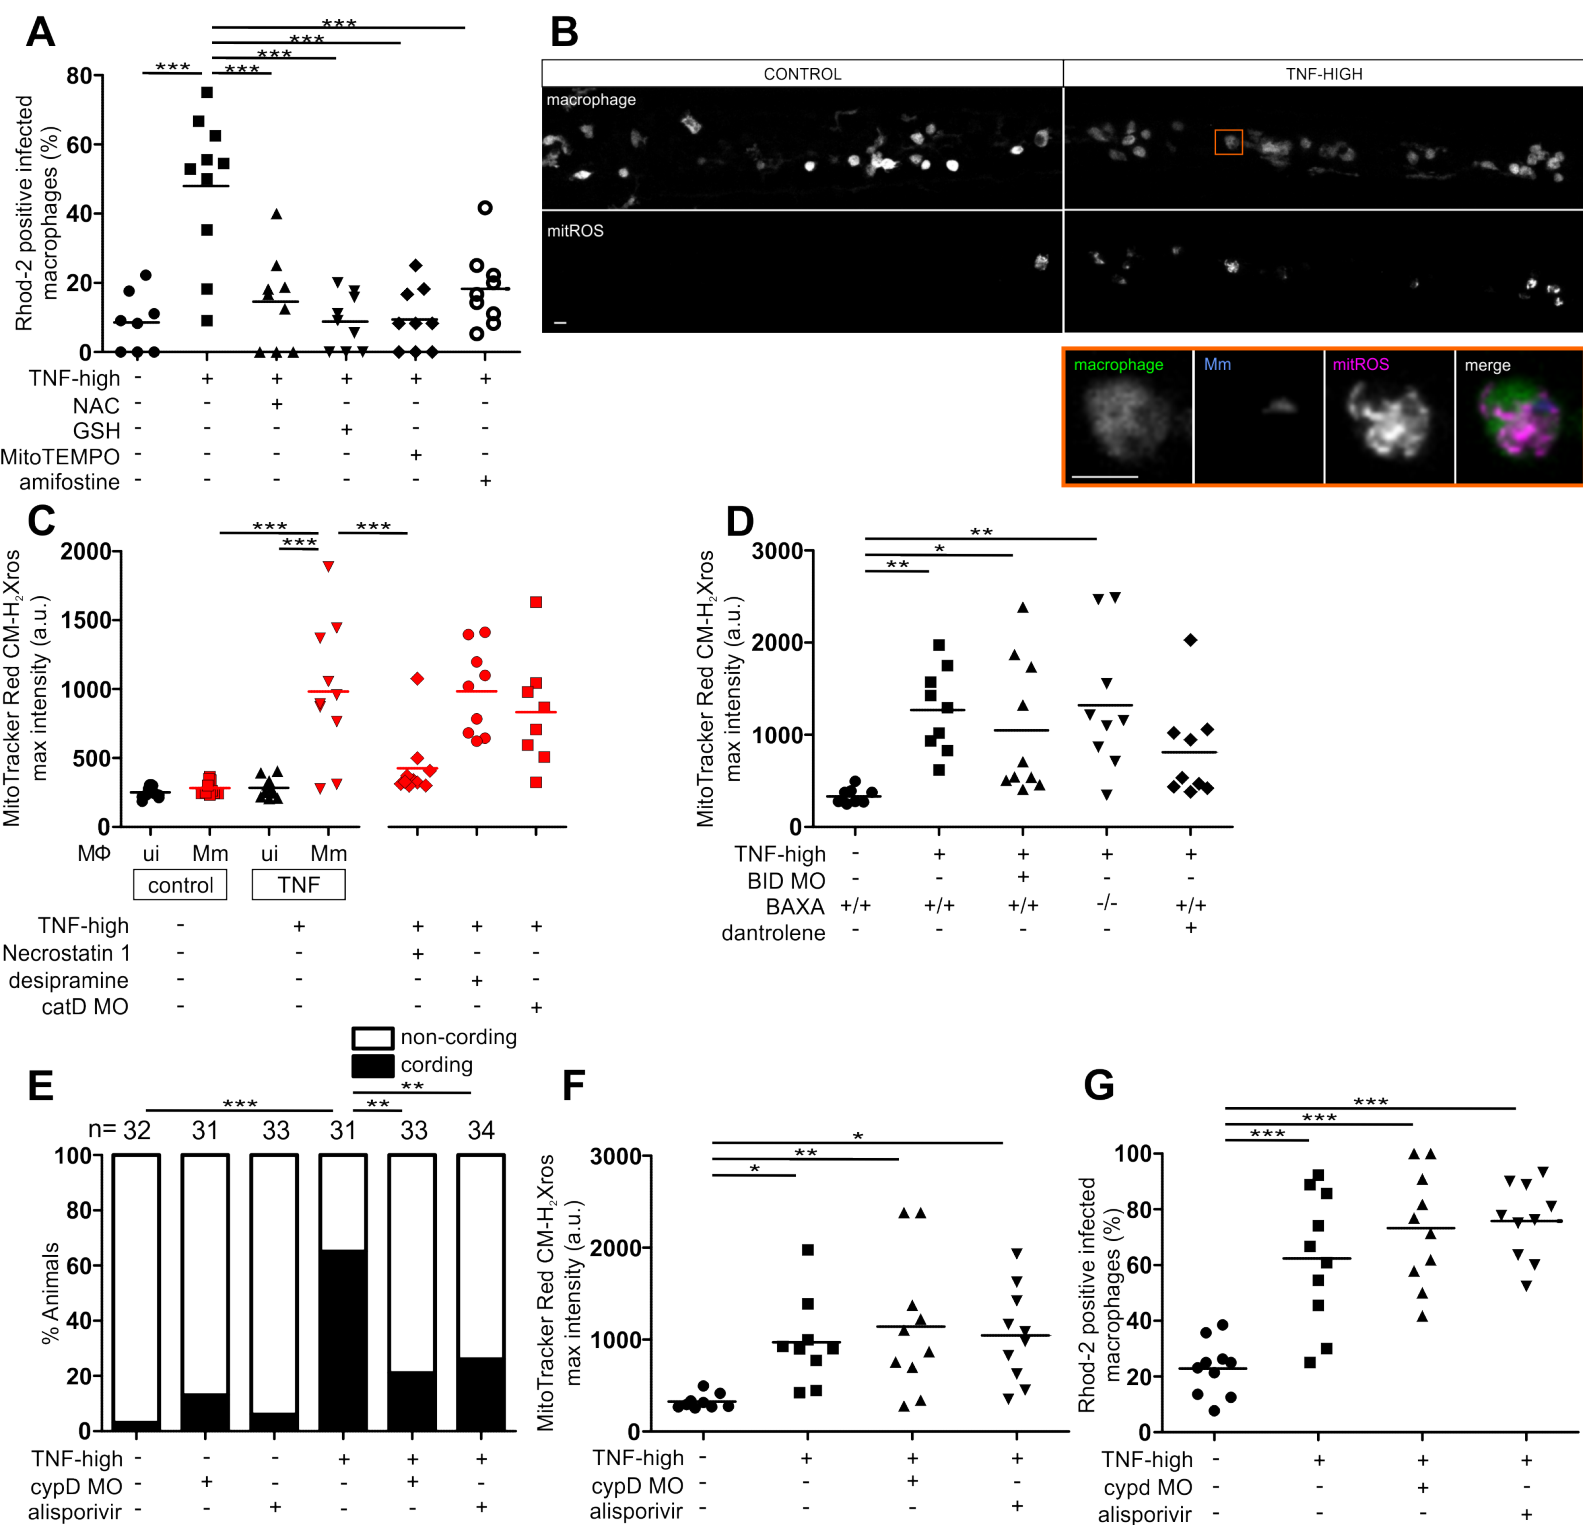 A
***
***
***
*** ***
Rhod-2 positive infected
macrophages (%)
80
60
40
20
0
TNF-high - + + + + +
NAC - - + - - -
GSH - - - + - -
MitoTEMPO - - - - + -
amifostine - - - - - +
B
CONTROL TNF-HIGH
macrophage
mitROS
macrophage Mm mitROS merge
C
*** ***
***
MitoTracker Red CM-H₂Xros
max intensity (a.u.)
2000
1500
1000
500
0
MΦ ui Mm ui Mm
control TNF
TNF-high - + + + +
Necrostatin 1 - - + - -
desipramine - - - + -
catD MO - - - - +
D
**
*
**
MitoTracker Red CM-H₂Xros
max intensity (a.u.)
3000
2000
1000
0
TNF-high - + + + +
BID MO - - + - -
BAXA +/+ +/+ +/+ -/- +/+
dantrolene - - - - +
non-cording
cording
E
**
*** **
n= 32 31 33 31 33 34
% Animals
100
80
60
40
20
0
TNF-high - - - + + +
cypD MO - + - - + -
alisporivir - - + - - +
F
*
**
*
MitoTracker Red CM-H₂Xros
max intensity (a.u.)
3000
2000
1000
0
TNF-high - + + +
cypD MO - - + -
alisporivir - - - +
G
***
***
***
Rhod-2 positive infected
macrophages (%)
100
80
60
40
20
0
TNF-high - + + +
cypd MO - - + -
alisporivir - - - +